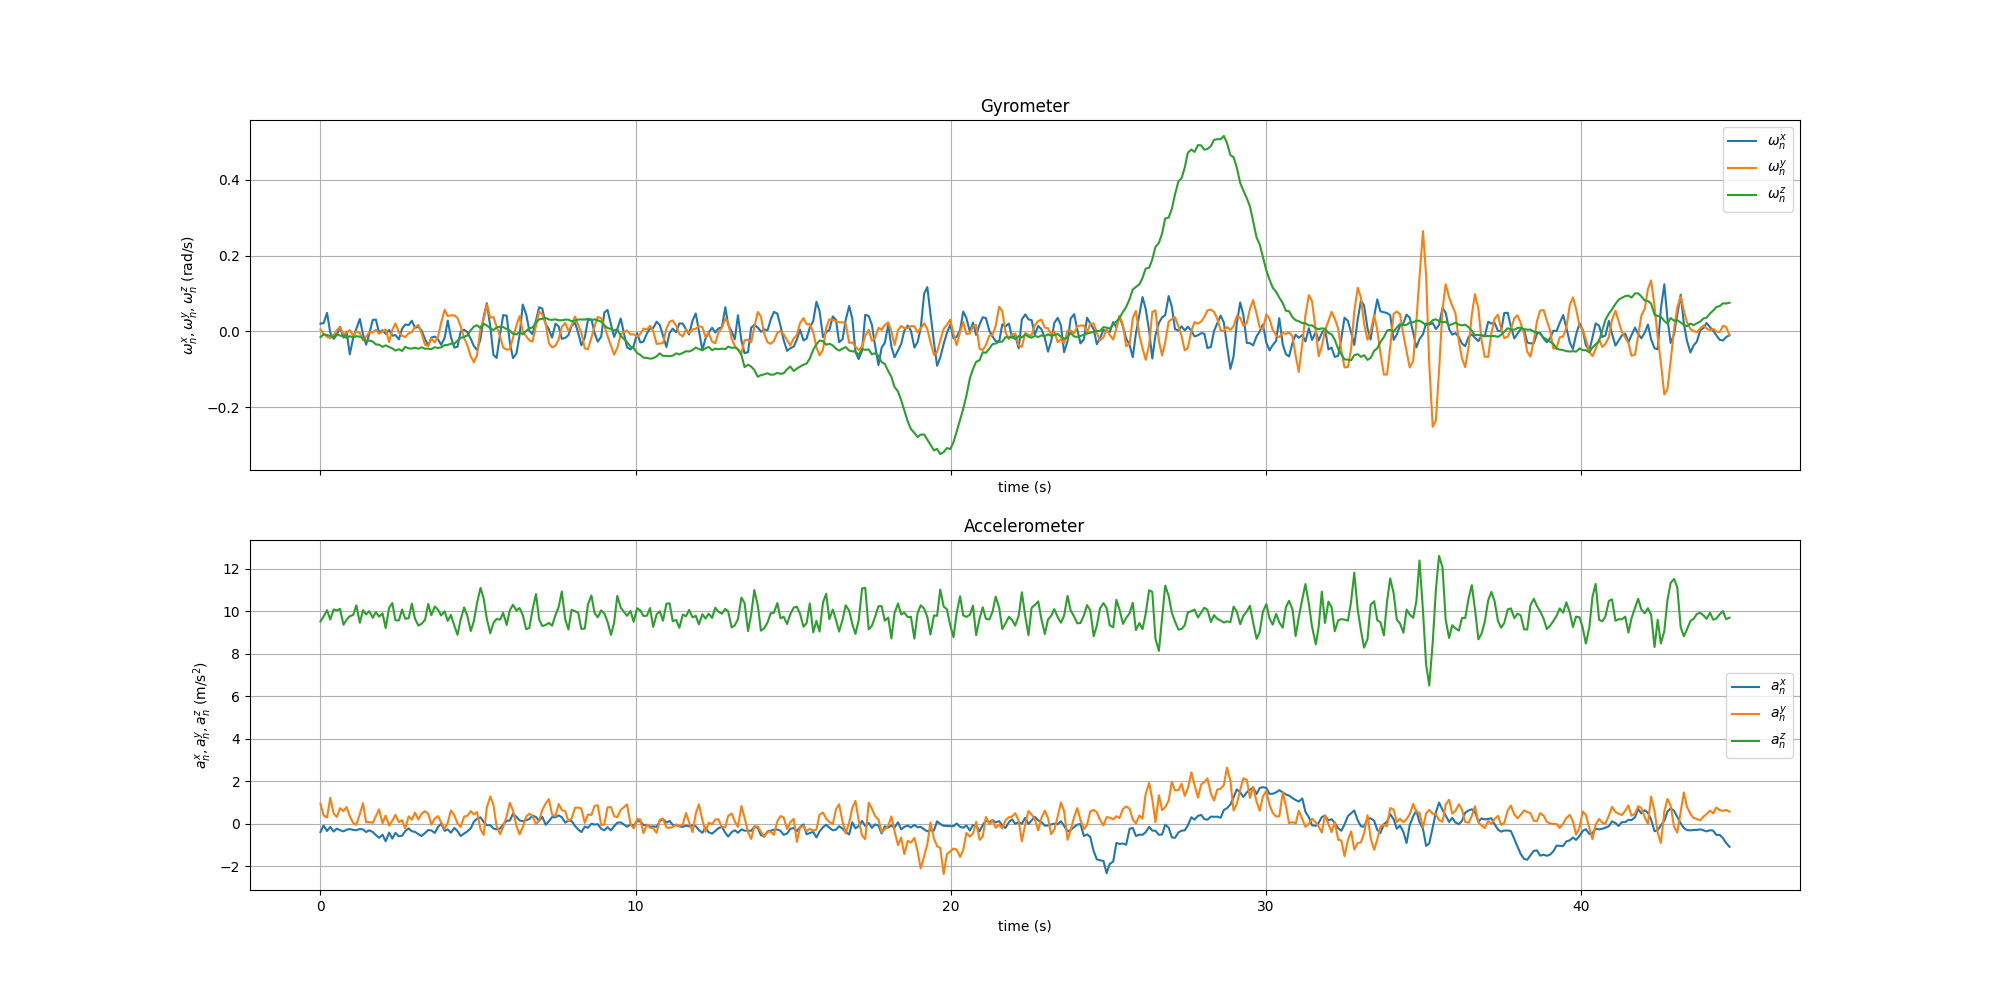 Gyrometer
ω_n^x, ω_n^y, ω_n^z (rad/s)
0.4
0.2
0.0
−0.2
ω_n^x
ω_n^y
ω_n^z
time (s)
Accelerometer
a_n^x, a_n^y, a_n^z (m/s²)
12
10
8
6
4
2
0
−2
a_n^x
a_n^y
a_n^z
0 10 20 30 40
time (s)